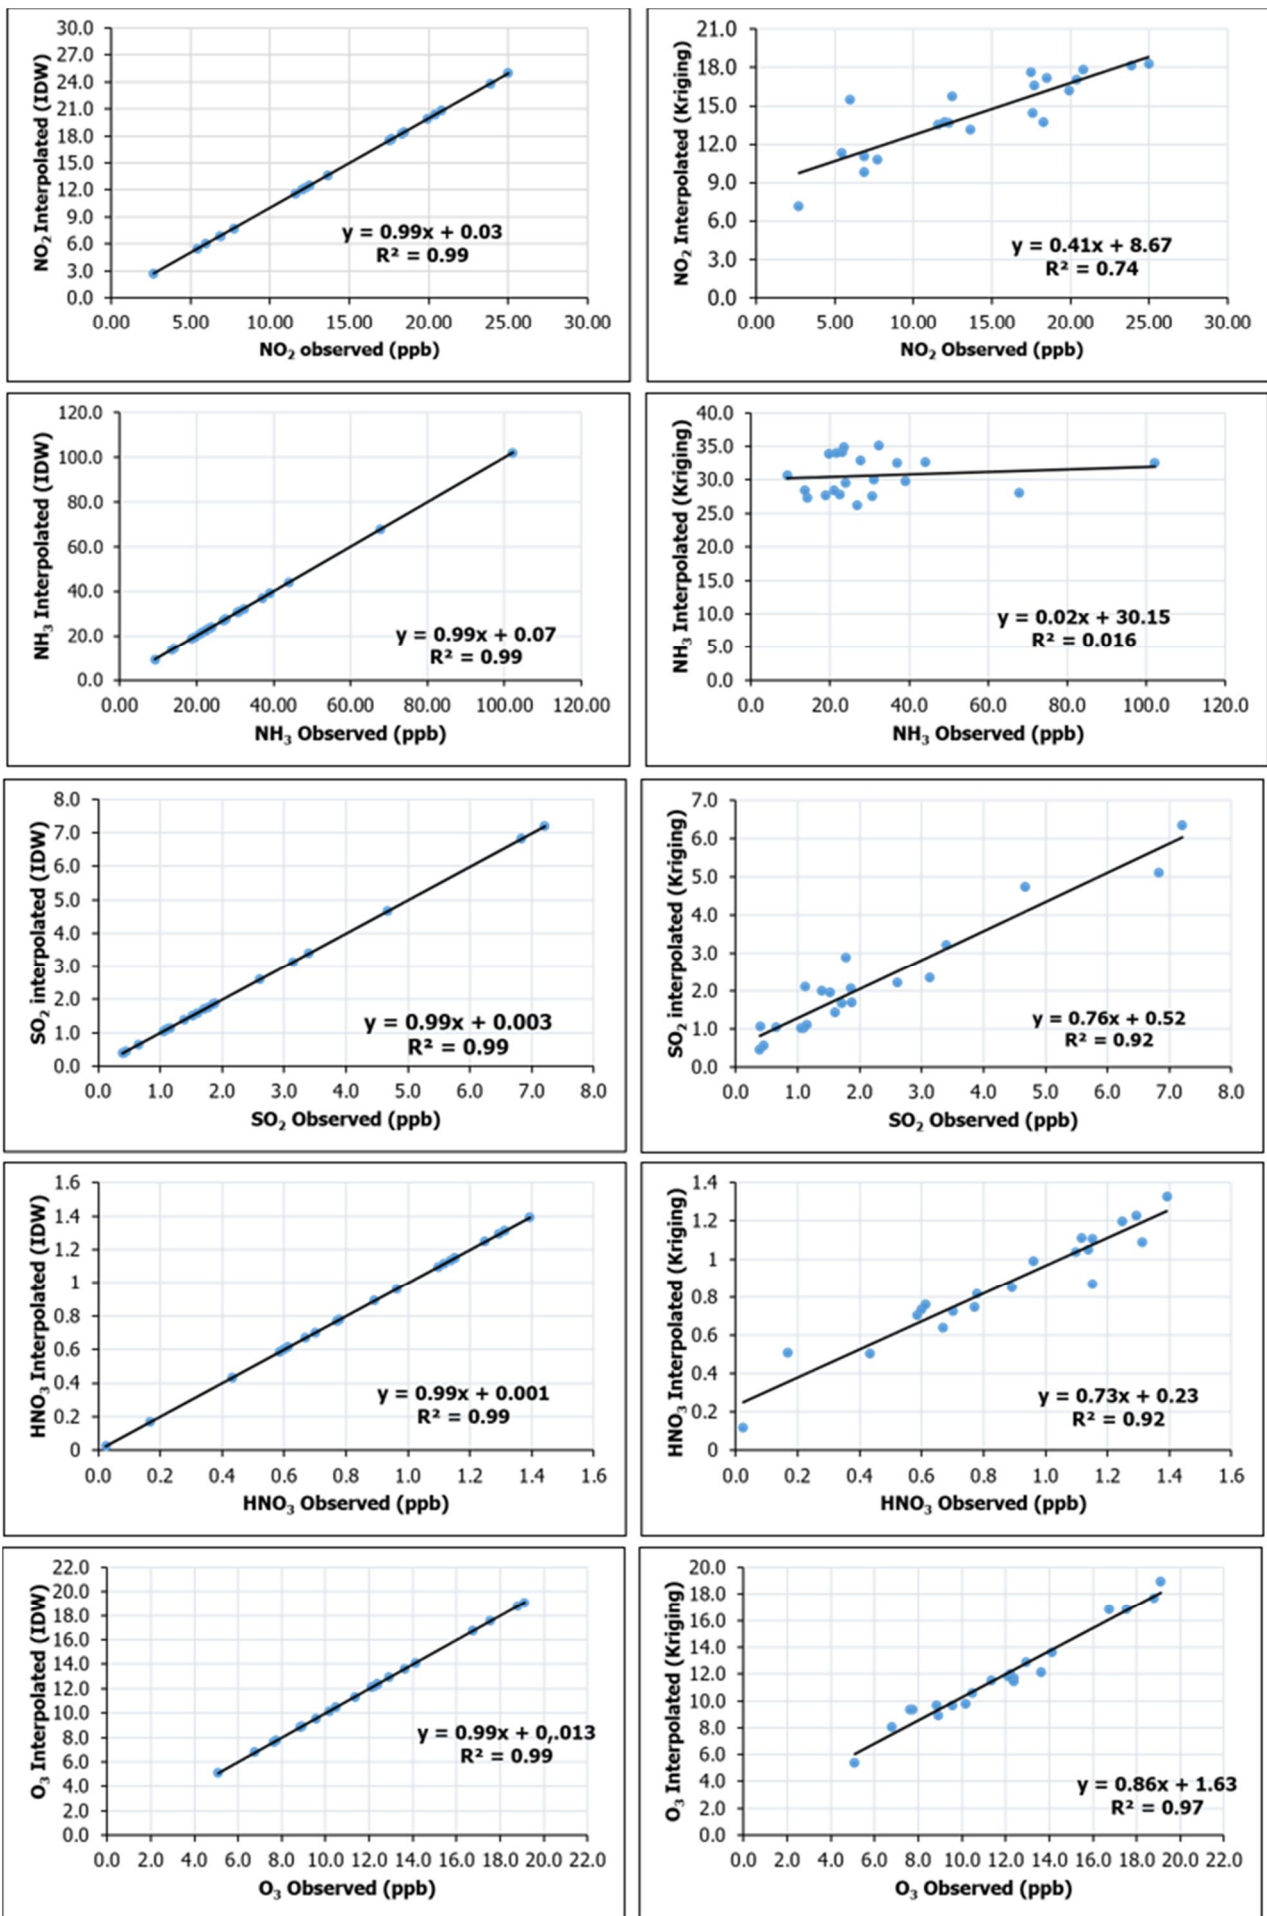 NO₂ Interpolated (IDW)
30.0
27.0
24.0
21.0
18.0
15.0
12.0
9.0
6.0
3.0
0.0
y = 0.99x + 0.03
R² = 0.99
0.00 5.00 10.00 15.00 20.00 25.00 30.00
NO₂ observed (ppb)
NO₂ Interpolated (Kriging)
21.0
18.0
15.0
12.0
9.0
6.0
3.0
0.0
y = 0.41x + 8.67
R² = 0.74
0.00 5.00 10.00 15.00 20.00 25.00 30.00
NO₂ Observed (ppb)
NH₃ Interpolated (IDW)
120.0
100.0
80.0
60.0
40.0
20.0
0.0
y = 0.99x + 0.07
R² = 0.99
0.00 20.00 40.00 60.00 80.00 100.00 120.00
NH₃ Observed (ppb)
NH₃ Interpolated (Kriging)
40.0
35.0
30.0
25.0
20.0
15.0
10.0
5.0
0.0
y = 0.02x + 30.15
R² = 0.016
0.0 20.0 40.0 60.0 80.0 100.0 120.0
NH₃ Observed (ppb)
SO₂ interpolated (IDW)
8.0
7.0
6.0
5.0
4.0
3.0
2.0
1.0
0.0
y = 0.99x + 0.003
R² = 0.99
0.0 1.0 2.0 3.0 4.0 5.0 6.0 7.0 8.0
SO₂ Observed (ppb)
SO₂ interpolated (Kriging)
7.0
6.0
5.0
4.0
3.0
2.0
1.0
0.0
y = 0.76x + 0.52
R² = 0.92
0.0 1.0 2.0 3.0 4.0 5.0 6.0 7.0 8.0
SO₂ Observed (ppb)
HNO₃ Interpolated (IDW)
1.6
1.4
1.2
1
0.8
0.6
0.4
0.2
0
y = 0.99x + 0.001
R² = 0.99
0.0 0.2 0.4 0.6 0.8 1.0 1.2 1.4 1.6
HNO₃ Observed (ppb)
HNO₃ Interpolated (Kriging)
1.4
1.2
1
0.8
0.6
0.4
0.2
0
y = 0.73x + 0.23
R² = 0.92
0.0 0.2 0.4 0.6 0.8 1.0 1.2 1.4 1.6
HNO₃ Observed (ppb)
O₃ Interpolated (IDW)
22.0
20.0
18.0
16.0
14.0
12.0
10.0
8.0
6.0
4.0
2.0
0.0
y = 0.99x + 0,.013
R² = 0.99
0.0 2.0 4.0 6.0 8.0 10.0 12.0 14.0 16.0 18.0 20.0 22.0
O₃ Observed (ppb)
O₃ Interpolated (Kriging)
20.0
18.0
16.0
14.0
12.0
10.0
8.0
6.0
4.0
2.0
0.0
y = 0.86x + 1.63
R² = 0.97
0.0 2.0 4.0 6.0 8.0 10.0 12.0 14.0 16.0 18.0 20.0 22.0
O₃ Observed (ppb)